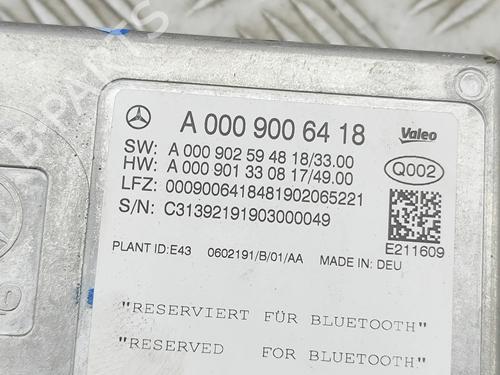 B-PARTS
A 000 900 6418
Valeo
SW: A 000 902 59 48 18/33.00
HW: A 000 901 33 08 17/49.00
Q002
LFZ: 0009006418481902065221
S/N: C31392191903000049
E211609
PLANT ID:E43 0602191/B/01/AA MADE IN: DEU
"RESERVIERT FÜR BLUETOOTH"
"RESERVED FOR BLUETOOTH"